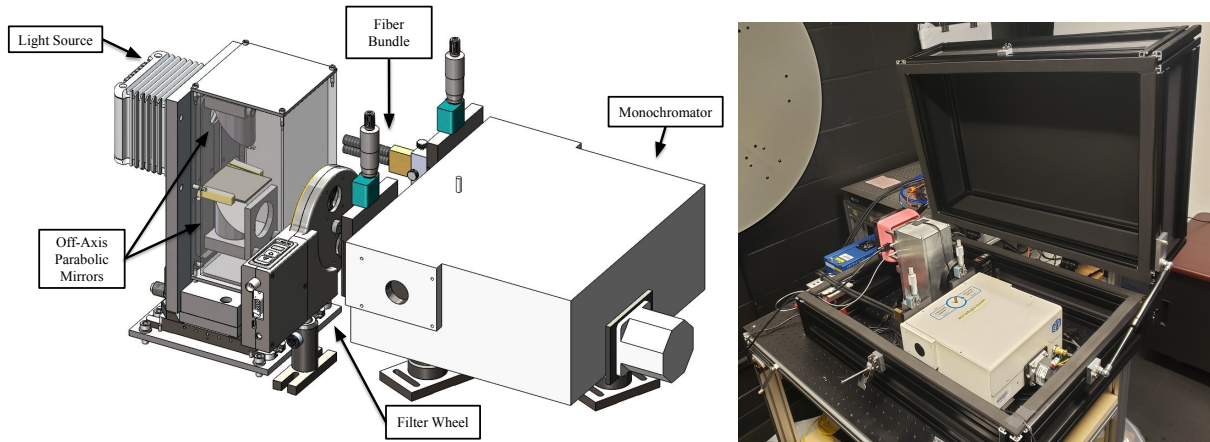 Light Source
Fiber
Bundle
Monochromator
Off-Axis
Parabolic
Mirrors
Filter Wheel